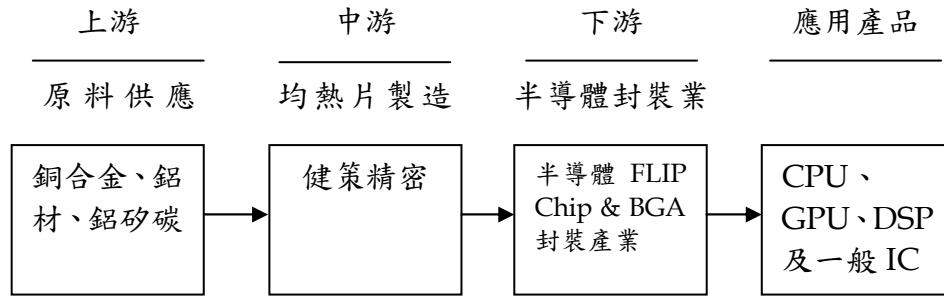 上游
中游
下游
應用產品
原料供應
均熱片製造
半導體封裝業
銅合金、鋁
材、鋁矽碳
健策精密
半導體 FLIP
Chip & BGA
封裝產業
CPU、
GPU、DSP
及一般 IC